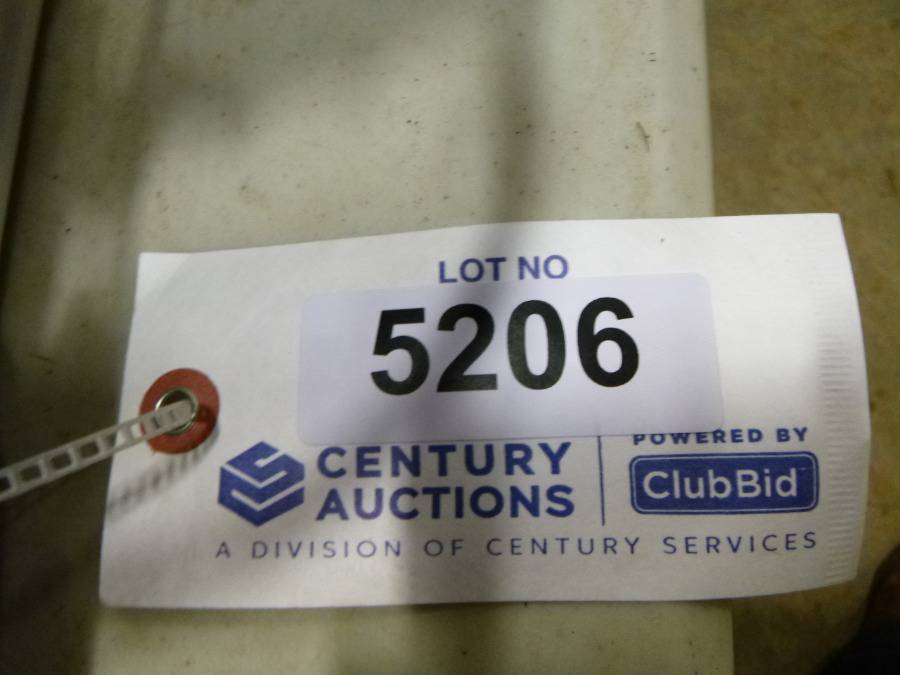 LOT NO
5206
CENTURY
AUCTIONS
POWERED BY
ClubBid
A DIVISION OF CENTURY SERVICES